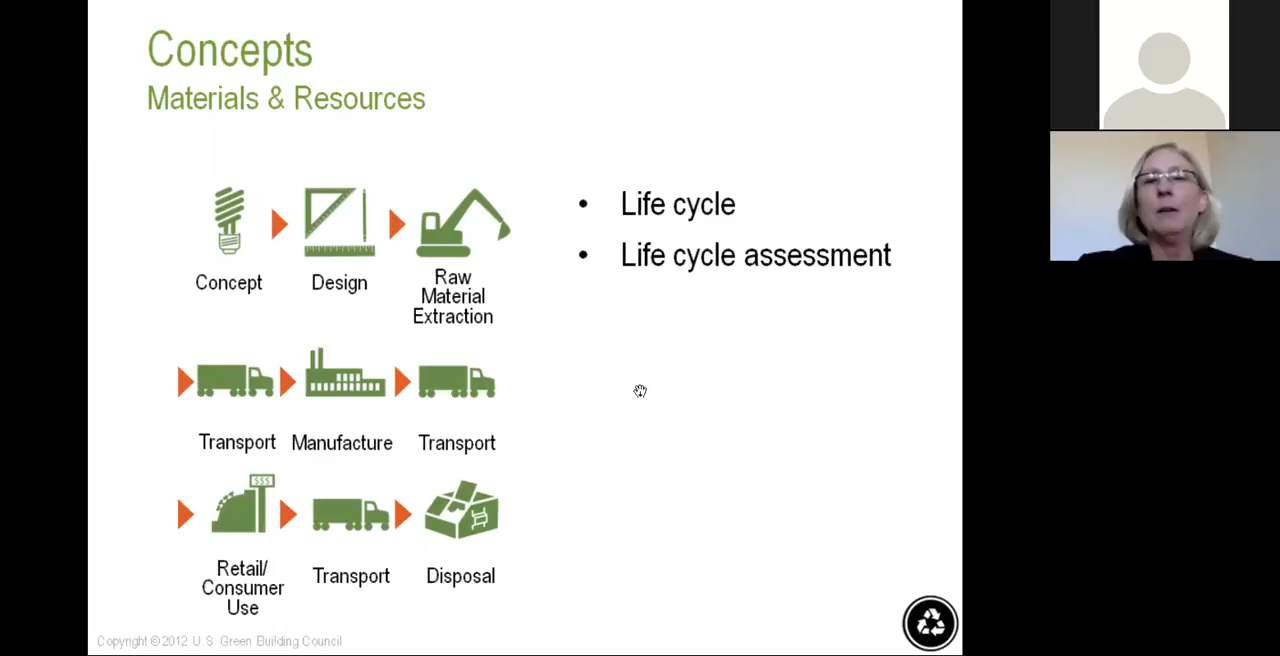 Concepts
Materials & Resources
• Life cycle
• Life cycle assessment
Concept
Design
Raw
Material
Extraction
Transport
Manufacture
Transport
$$$
Retail/
Consumer
Use
Transport
Disposal
Copyright ©2012 U.S. Green Building Council